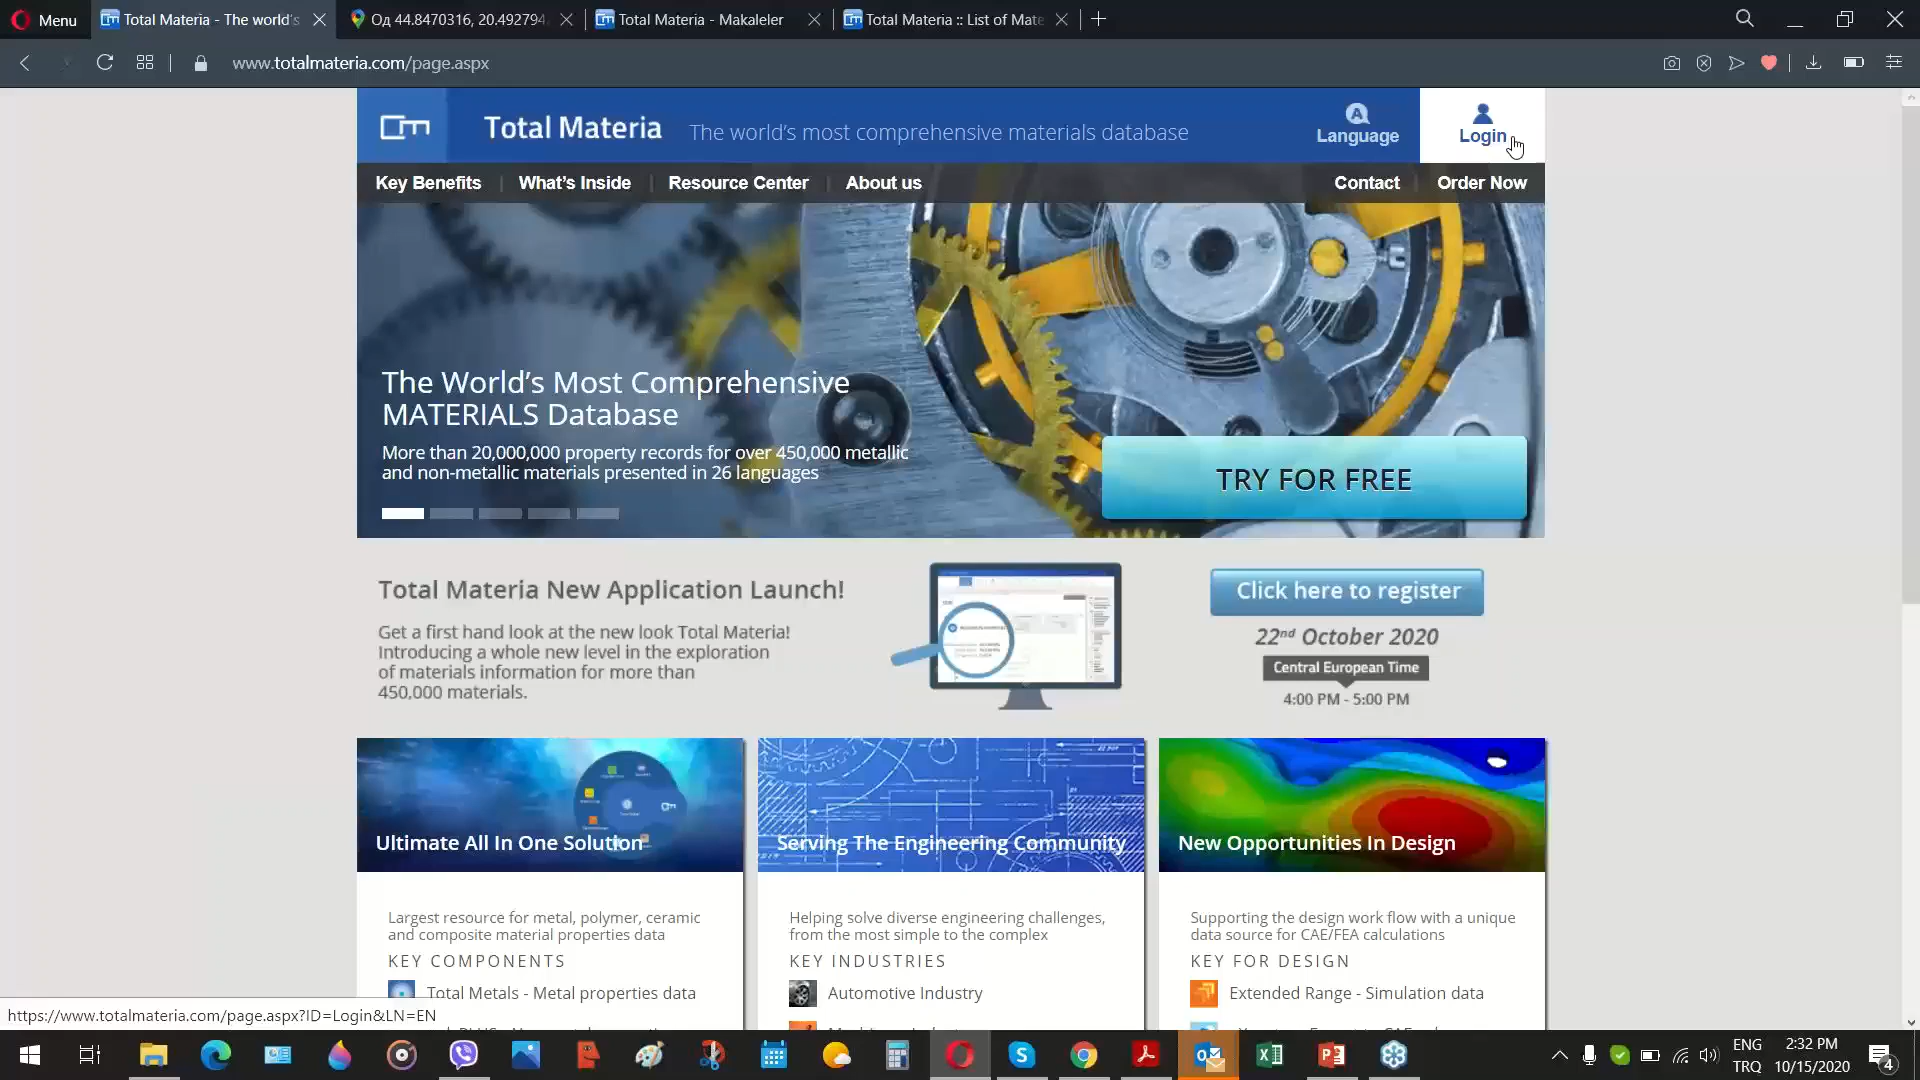 Menu
Total Materia - The world's
Од 44.8470316, 20.492794
Total Materia - Makaleler
Total Materia :: List of Mate
www.totalmateria.com/page.aspx
Total Materia
The world's most comprehensive materials database
Language
Login
Key Benefits
What's Inside
Resource Center
About us
Contact
Order Now
The World's Most Comprehensive
MATERIALS Database
More than 20,000,000 property records for over 450,000 metallic
and non-metallic materials presented in 26 languages
TRY FOR FREE
Total Materia New Application Launch!
Get a first hand look at the new look Total Materia!
Introducing a whole new level in the exploration
of materials information for more than
450,000 materials.
Click here to register
22nd October 2020
Central European Time
4:00 PM - 5:00 PM
Ultimate All In One Solution
Largest resource for metal, polymer, ceramic
and composite material properties data
KEY COMPONENTS
Total Metals - Metal properties data
Serving The Engineering Community
Helping solve diverse engineering challenges,
from the most simple to the complex
KEY INDUSTRIES
Automotive Industry
New Opportunities In Design
Supporting the design work flow with a unique
data source for CAE/FEA calculations
KEY FOR DESIGN
Extended Range - Simulation data
https://www.totalmateria.com/page.aspx?ID=Login&LN=EN
ENG
TRQ
2:32 PM
10/15/2020
4